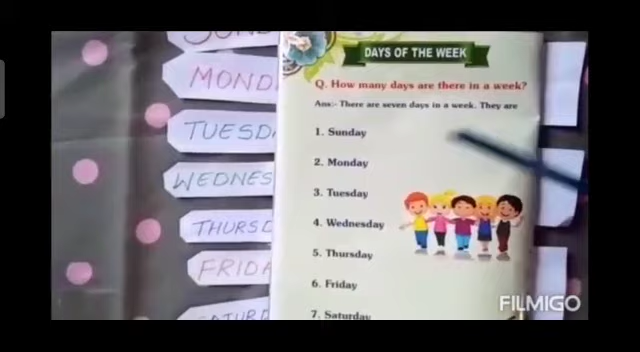 MOND
TUESD
WEDNES
THURSD
FRIDA
SATURD
DAYS OF THE WEEK
Q. How many days are there in a week?
Ans:- There are seven days in a week. They are
1. Sunday
2. Monday
3. Tuesday
4. Wednesday
5. Thursday
6. Friday
7. Saturday
FILMIGO